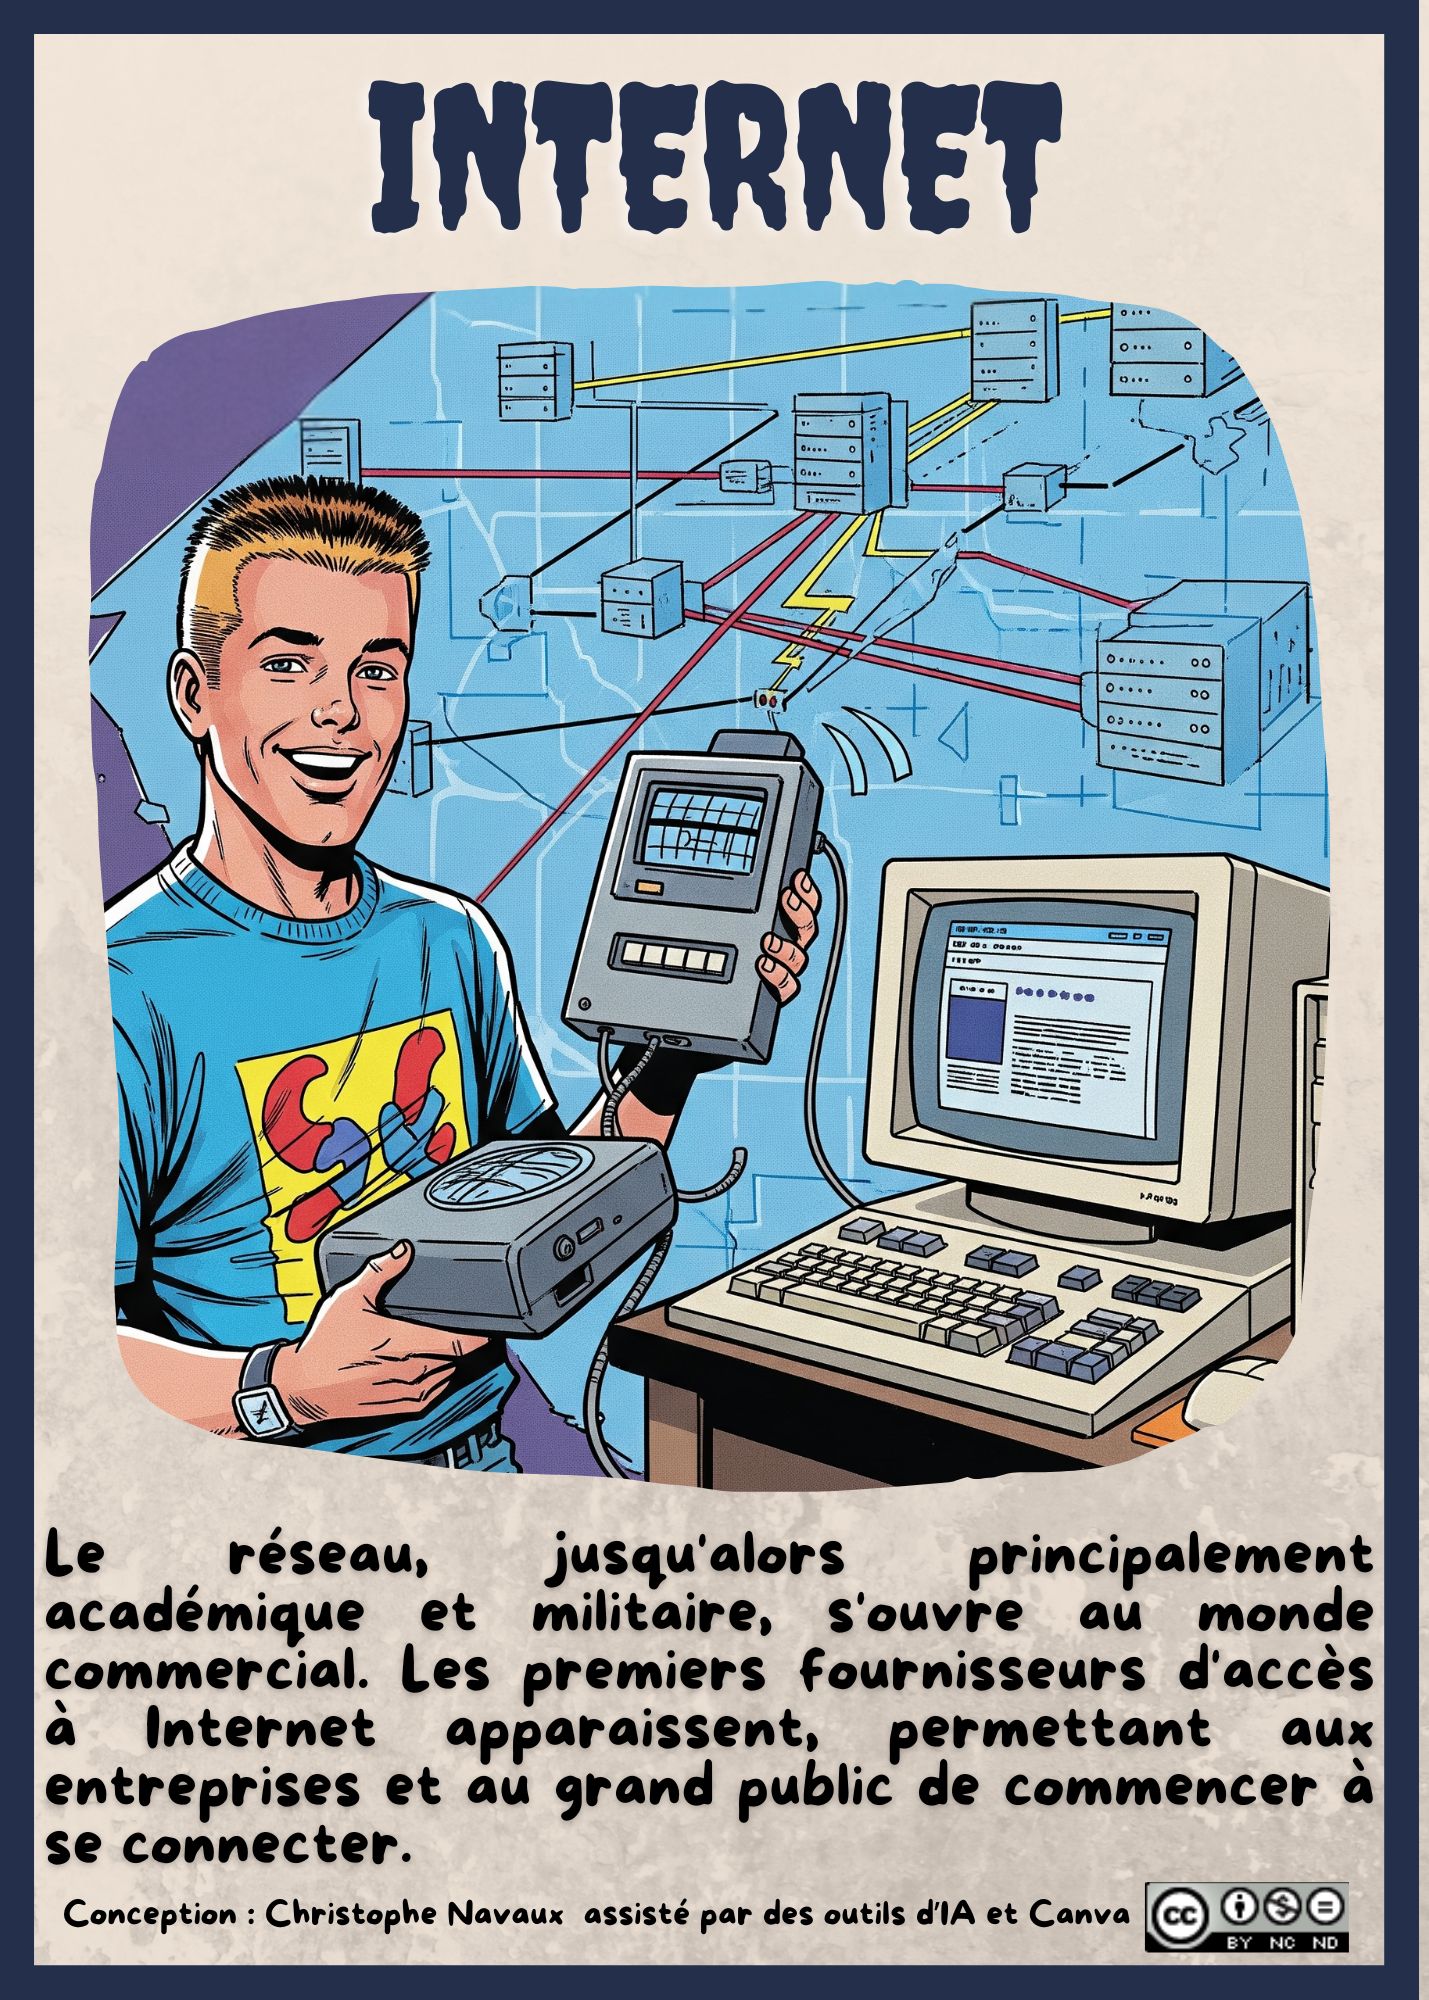 INTERNET
Le réseau, jusqu'alors principalement
académique et militaire, s'ouvre au monde
commercial. Les premiers fournisseurs d'accès
à Internet apparaissent, permettant aux
entreprises et au grand public de commencer à
se connecter.
Conception : Christophe Navaux assisté par des outils d'IA et Canva
cc
BY NC ND